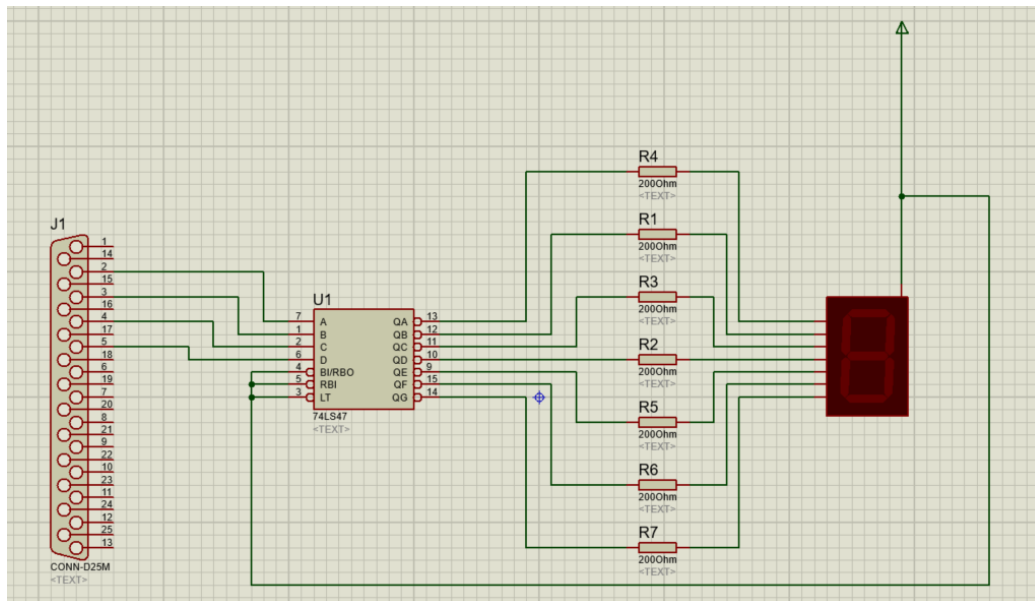 R4
200Ohm
<TEXT>
R1
200Ohm
<TEXT>
R3
200Ohm
<TEXT>
R2
200Ohm
<TEXT>
R5
200Ohm
<TEXT>
R6
200Ohm
<TEXT>
R7
200Ohm
<TEXT>
J1
1
14
2
15
3
16
4
17
5
18
6
19
7
20
8
21
9
22
10
23
11
24
12
25
13
CONN-D25M
<TEXT>
U1
7 A QA 13
1 B QB 12
2 C QC 11
6 D QD 10
4 BI/RBO QE 9
5 RBI QF 15
3 LT QG 14
74LS47
<TEXT>